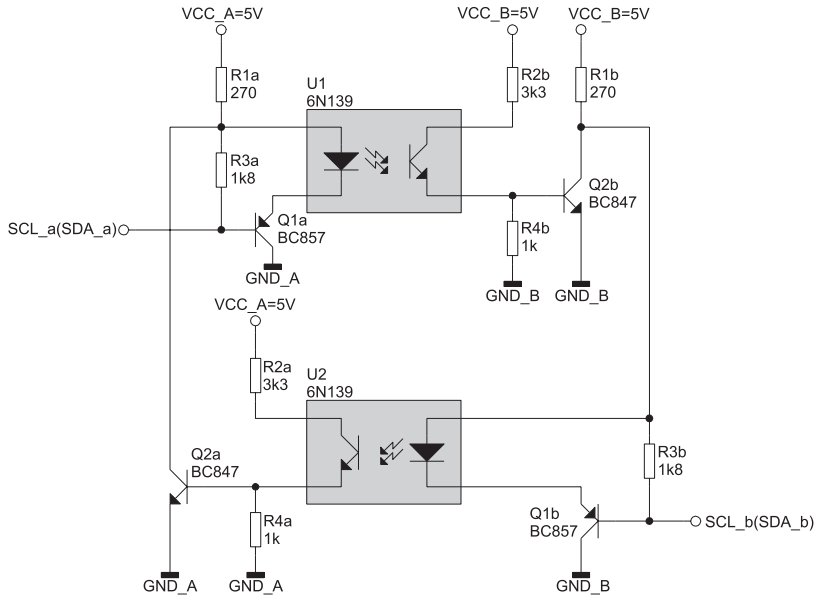 VCC_A=5V
VCC_B=5V
VCC_B=5V
R1a
270
U1
6N139
R2b
3k3
R1b
270
R3a
1k8
SCL_a(SDA_a)
Q1a
BC857
GND_A
Q2b
BC847
R4b
1k
GND_B
GND_B
VCC_A=5V
R2a
3k3
U2
6N139
Q2a
BC847
R3b
1k8
R4a
1k
Q1b
BC857
SCL_b(SDA_b)
GND_A
GND_A
GND_B